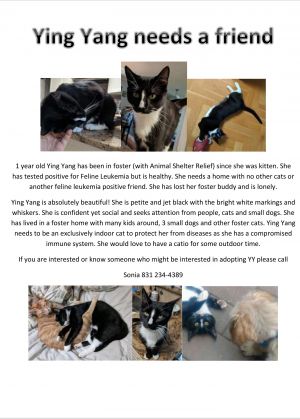 Ying Yang needs a friend
1 year old Ying Yang has been in foster (with Animal Shelter Relief) since she was kitten. She
has tested positive for Feline Leukemia but is healthy. She needs a home with no other cats or
another feline leukemia positive friend. She has lost her foster buddy and is lonely.
Ying Yang is absolutely beautiful! She is petite and jet black with the bright white markings and
whiskers. She is confident yet social and seeks attention from people, cats and small dogs. She
has lived in a foster home with many kids around, 3 small dogs and other foster cats. Ying Yang
needs to be an exclusively indoor cat to protect her from diseases as she has a compromised
immune system. She would love to have a catio for some outdoor time.
If you are interested or know someone who might be interested in adopting YY please call
Sonia 831 234-4389